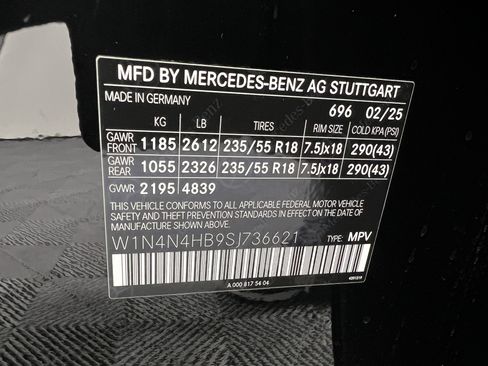 MFD BY MERCEDES-BENZ AG STUTTGART
MADE IN GERMANY 696 02/25
KG LB TIRES RIM SIZE COLD KPA(PSI)
GAWR FRONT 1185 2612 235/55 R18 7.5Jx18 290(43)
GAWR REAR 1055 2326 235/55 R18 7.5Jx18 290(43)
GVWR 2195 4839
THIS VEHICLE CONFORMS TO ALL APPLICABLE FEDERAL MOTOR VEHICLE
SAFETY STANDARDS IN EFFECT ON THE DATE OF
MANUFACTURE SHOWN ABOVE.
W1N4N4HB9SJ736621 TYPE: MPV
A 000 817 54 04